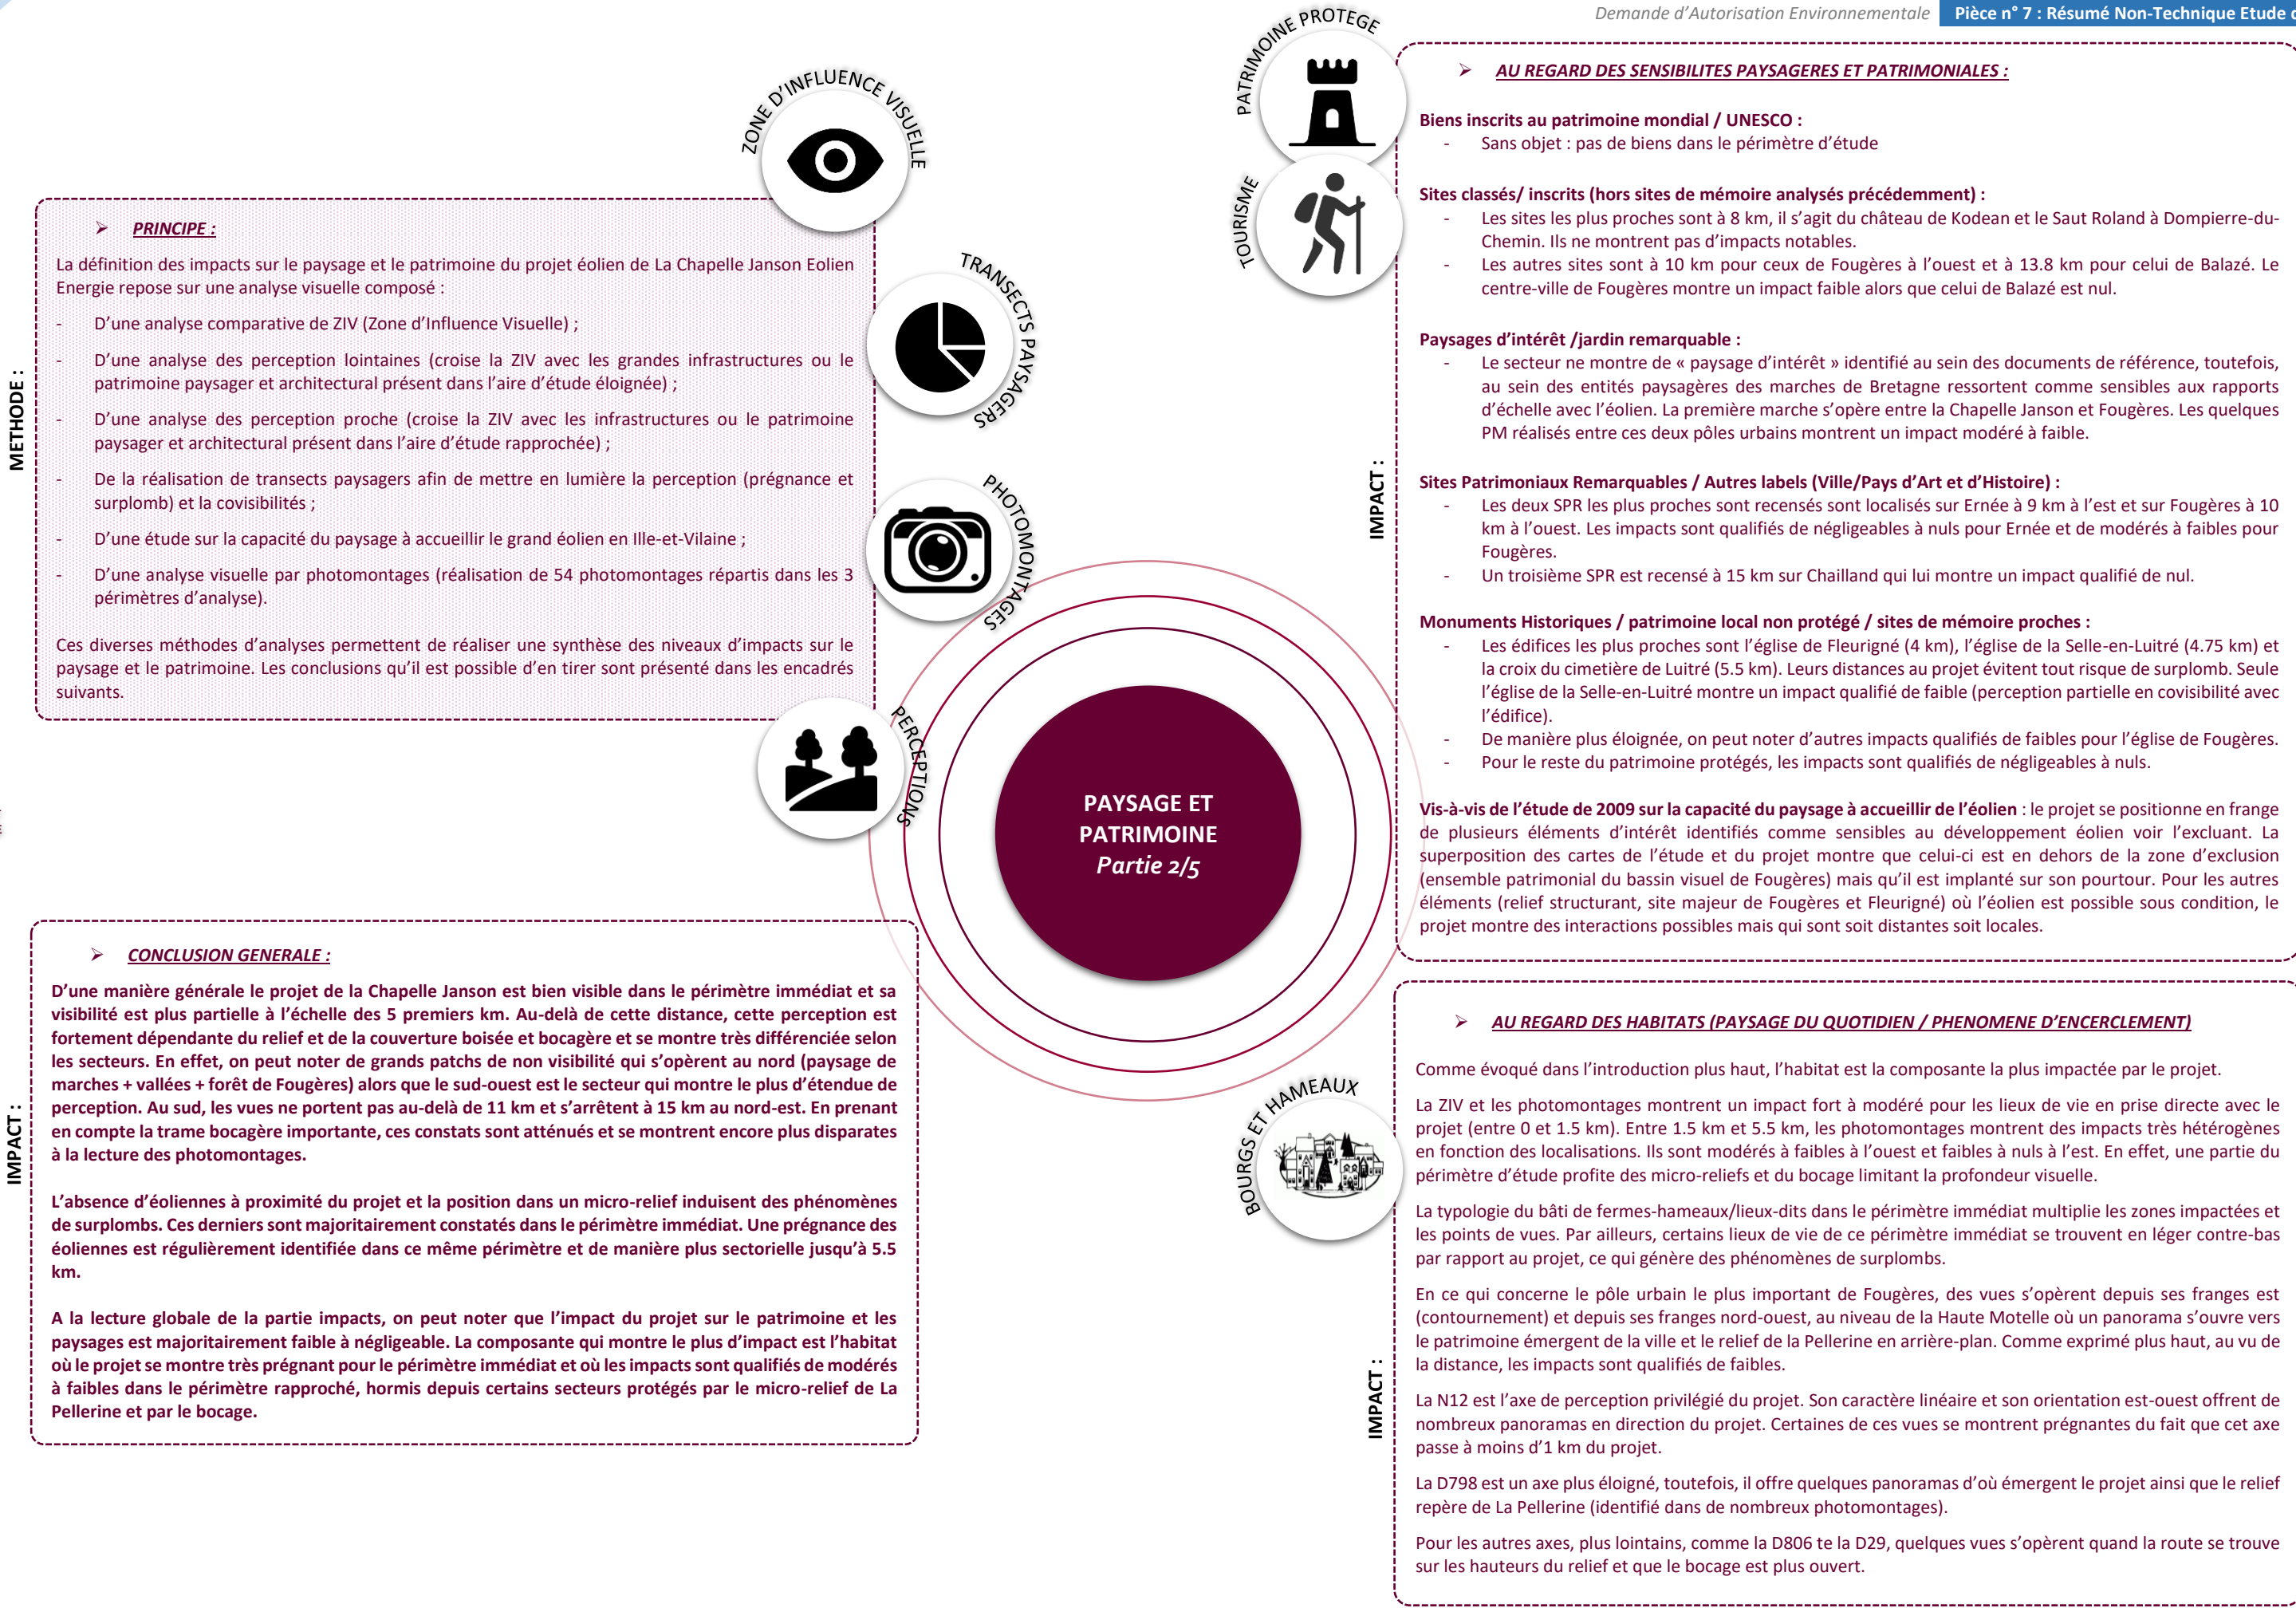 Demande d'Autorisation Environnementale
Pièce n° 7 : Résumé Non-Technique Etude
ZONE D'INFLUENCE VISUELLE
TRANSECTS PAYSAGERS
PHOTOMONTAGES
PERCEPTIONS
METHODE :
➢ PRINCIPE :
La définition des impacts sur le paysage et le patrimoine du projet éolien de La Chapelle Janson Eolien
Energie repose sur une analyse visuelle composé :
- D'une analyse comparative de ZIV (Zone d'Influence Visuelle) ;
- D'une analyse des perception lointaines (croise la ZIV avec les grandes infrastructures ou le
patrimoine paysager et architectural présent dans l'aire d'étude éloignée) ;
- D'une analyse des perception proche (croise ZIV avec les infrastructures ou le patrimoine
paysager et architectural présent dans l'aire d'étude rapprochée) ;
- De la réalisation de transects paysagers afin de mettre en lumière la perception (prégnance et
surplomb) et la covisibilités ;
- D'une étude sur la capacité du paysage à accueillir le grand éolien en Ille-et-Vilaine ;
- D'une analyse visuelle par photomontages (réalisation de 54 photomontages répartis dans les 3
périmètres d'analyse).
Ces diverses méthodes d'analyses permettent de réaliser une synthèse des niveaux d'impacts sur le
paysage et le patrimoine. Les conclusions qu'il est possible d'en tirer sont présenté dans les encadrés
suivants.
PAYSAGE ET
PATRIMOINE
Partie 2/5
IMPACT :
➢ CONCLUSION GENERALE :
D'une manière générale le projet de la Chapelle Janson est bien visible dans le périmètre immédiat et sa
visibilité est plus partielle à l'échelle des 5 premiers km. Au-delà de cette distance, cette perception est
fortement dépendante du relief et de la couverture boisée et bocagère et se montre très différenciée selon
les secteurs. En effet, on peut noter de grands patchs de non visibilité qui s'opèrent au nord (paysage de
marches + vallées + forêt de Fougères) alors que le sud-ouest est le secteur qui montre le plus d'étendue de
perception. Au sud, les vues ne portent pas au-delà de 11 km et s'arrêtent à 15 km au nord-est. En prenant
en compte la trame bocagère importante, ces constats sont atténués et se montrent encore plus disparates
à la lecture des photomontages.
L'absence d'éoliennes à proximité du projet et la position dans un micro-relief induisent des phénomènes
de surplombs. Ces derniers sont majoritairement constatés dans le périmètre immédiat. Une prégnance des
éoliennes est régulièrement identifiée dans ce même périmètre et de manière plus sectorielle jusqu'à 5.5
km.
A la lecture globale de la partie impacts, on peut noter que l'impact du projet sur le patrimoine et les
paysages est majoritairement faible à négligeable. La composante qui montre le plus d'impact est l'habitat
où le projet se montre très prégnant pour le périmètre immédiat et où les impacts sont qualifiés de modérés
à faibles dans le périmètre rapproché, hormis depuis certains secteurs protégés par le micro-relief de La
Pellerine et par le bocage.
PATRIMOINE PROTEGE
TOURISME
IMPACT :
➢ AU REGARD DES SENSIBILITES PAYSAGERES ET PATRIMONIALES :
Biens inscrits au patrimoine mondial / UNESCO :
- Sans objet : pas de biens dans le périmètre d'étude
Sites classés/ inscrits (hors sites de mémoire analysés précédemment) :
- Les sites les plus proches sont à 8 km, il s'agit du château de Kodean et le Saut Roland à Dompierre-du-
Chemin. Ils ne montrent pas d'impacts notables.
- Les autres sites sont à 10 km pour ceux de Fougères à l'ouest et à 13.8 km pour celui de Balazé. Le
centre-ville de Fougères montre un impact faible alors que celui de Balazé est nul.
Paysages d'intérêt /jardin remarquable :
- Le secteur ne montre de « paysage d'intérêt » identifié au sein des documents de référence, toutefois,
au sein des entités paysagères des marches de Bretagne ressortent comme sensibles aux rapports
d'échelle avec l'éolien. La première marche s'opère entre la Chapelle Janson et Fougères. Les quelques
PM réalisés entre ces deux pôles urbains montrent un impact modéré à faible.
Sites Patrimoniaux Remarquables / Autres labels (Ville/Pays d'Art et d'Histoire) :
- Les deux SPR les plus proches sont recensés sont localisés sur Ernée à 9 km à l'est et sur Fougères à 10
km à l'ouest. Les impacts sont qualifiés de négligeables à nuls pour Ernée et de modérés à faibles pour
Fougères.
- Un troisième SPR est recensé à 15 km sur Chailland qui lui montre un impact qualifié de nul.
Monuments Historiques / patrimoine local non protégé / sites de mémoire proches :
- Les édifices les plus proches sont l'église de Fleurigné (4 km), l'église de la Selle-en-Luitré (4.75 km) et
la croix du cimetière de Luitré (5.5 km). Leurs distances au projet évitent tout risque de surplomb. Seule
l'église de la Selle-en-Luitré montre un impact qualifié de faible (perception partielle en covisibilité avec
l'édifice).
- De manière plus éloignée, on peut noter d'autres impacts qualifiés de faibles pour l'église de Fougères.
- Pour le reste du patrimoine protégés, les impacts sont qualifiés de négligeables à nuls.
Vis-à-vis de l'étude de 2009 sur la capacité du paysage à accueillir de l'éolien : le projet se positionne en frange
de plusieurs éléments d'intérêt identifiés comme sensibles au développement éolien voir l'excluant. La
superposition des cartes de l'étude et du projet montre que celui-ci est en dehors de la zone d'exclusion
(ensemble patrimonial du bassin visuel de Fougères) mais qu'il est implanté sur son pourtour. Pour les autres
éléments (relief structurant, site majeur de Fougères et Fleurigné) où l'éolien est possible sous condition, le
projet montre des interactions possibles mais qui sont soit distantes soit locales.
BOURGS ET HAMEAUX
IMPACT :
➢ AU REGARD DES HABITATS (PAYSAGE DU QUOTIDIEN / PHENOMENE D'ENCERCLEMENT)
Comme évoqué dans l'introduction plus haut, l'habitat est la composante la plus impactée par le projet.
La ZIV et les photomontages montrent un impact fort à modéré pour les lieux de vie en prise directe avec le
projet (entre 0 et 1.5 km). Entre 1.5 km et 5.5 km, les photomontages montrent des impacts très hétérogènes
en fonction des localisations. Ils sont modérés à faibles à l'ouest et faibles à nuls à l'est. En effet, une partie du
périmètre d'étude profite des micro-reliefs et du bocage limitant la profondeur visuelle.
La typologie du bâti de fermes-hameaux/lieux-dits dans le périmètre immédiat multiplie les zones impactées et
les points de vues. Par ailleurs, certains lieux de vie de ce périmètre immédiat se trouvent en léger contre-bas
par rapport au projet, ce qui génère des phénomènes de surplombs.
En ce qui concerne le pôle urbain le plus important de Fougères, des vues s'opèrent depuis ses franges est
(contournement) et depuis ses franges nord-ouest, au niveau de la Haute Motelle où un panorama s'ouvre vers
le patrimoine émergent de la ville et le relief de la Pellerine en arrière-plan. Comme exprimé plus haut, au vu de
la distance, les impacts sont qualifiés de faibles.
La N12 est l'axe de perception privilégié du projet. Son caractère linéaire et son orientation est-ouest offrent de
nombreux panoramas en direction du projet. Certaines de ces vues se montrent prégnantes du fait que cet axe
passe à moins d'1 km du projet.
La D798 est un axe plus éloigné, toutefois, il offre quelques panoramas d'où émergent le projet ainsi que le relief
repère de La Pellerine (identifié dans de nombreux photomontages).
Pour les autres axes, plus lointains, comme la D806 te la D29, quelques vues s'opèrent quand la route se trouve
sur les hauteurs du relief et que le bocage est plus ouvert.